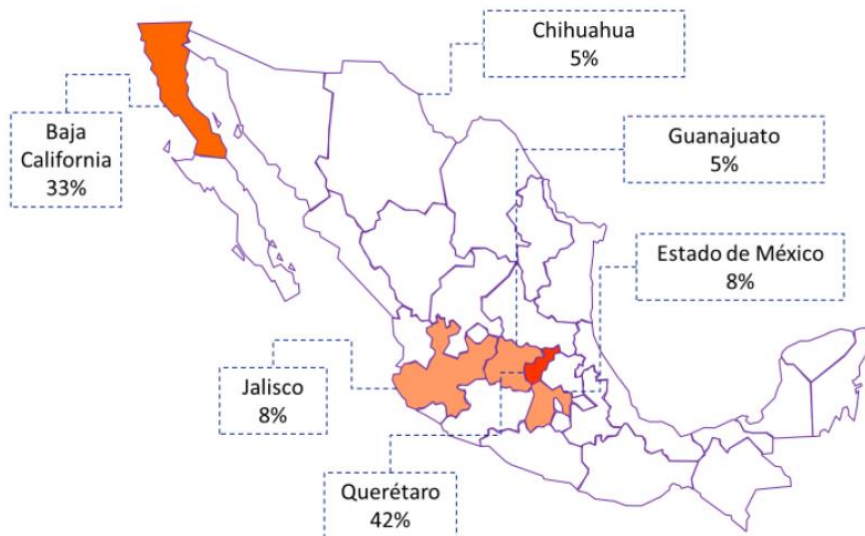 Chihuahua
5%
Guanajuato
5%
Baja
California
33%
Estado de México
8%
Jalisco
8%
Querétaro
42%